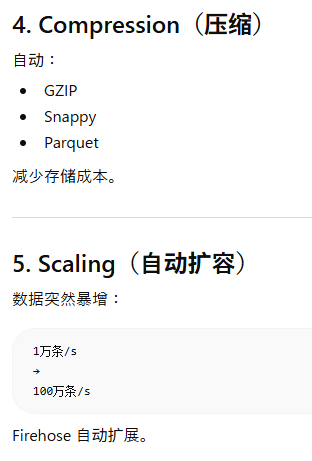 4. Compression（压缩）
自动：
GZIP
Snappy
Parquet
减少存储成本。
5. Scaling（自动扩容）
数据突然暴增：
1万条/s
→
100万条/s
Firehose 自动扩展。